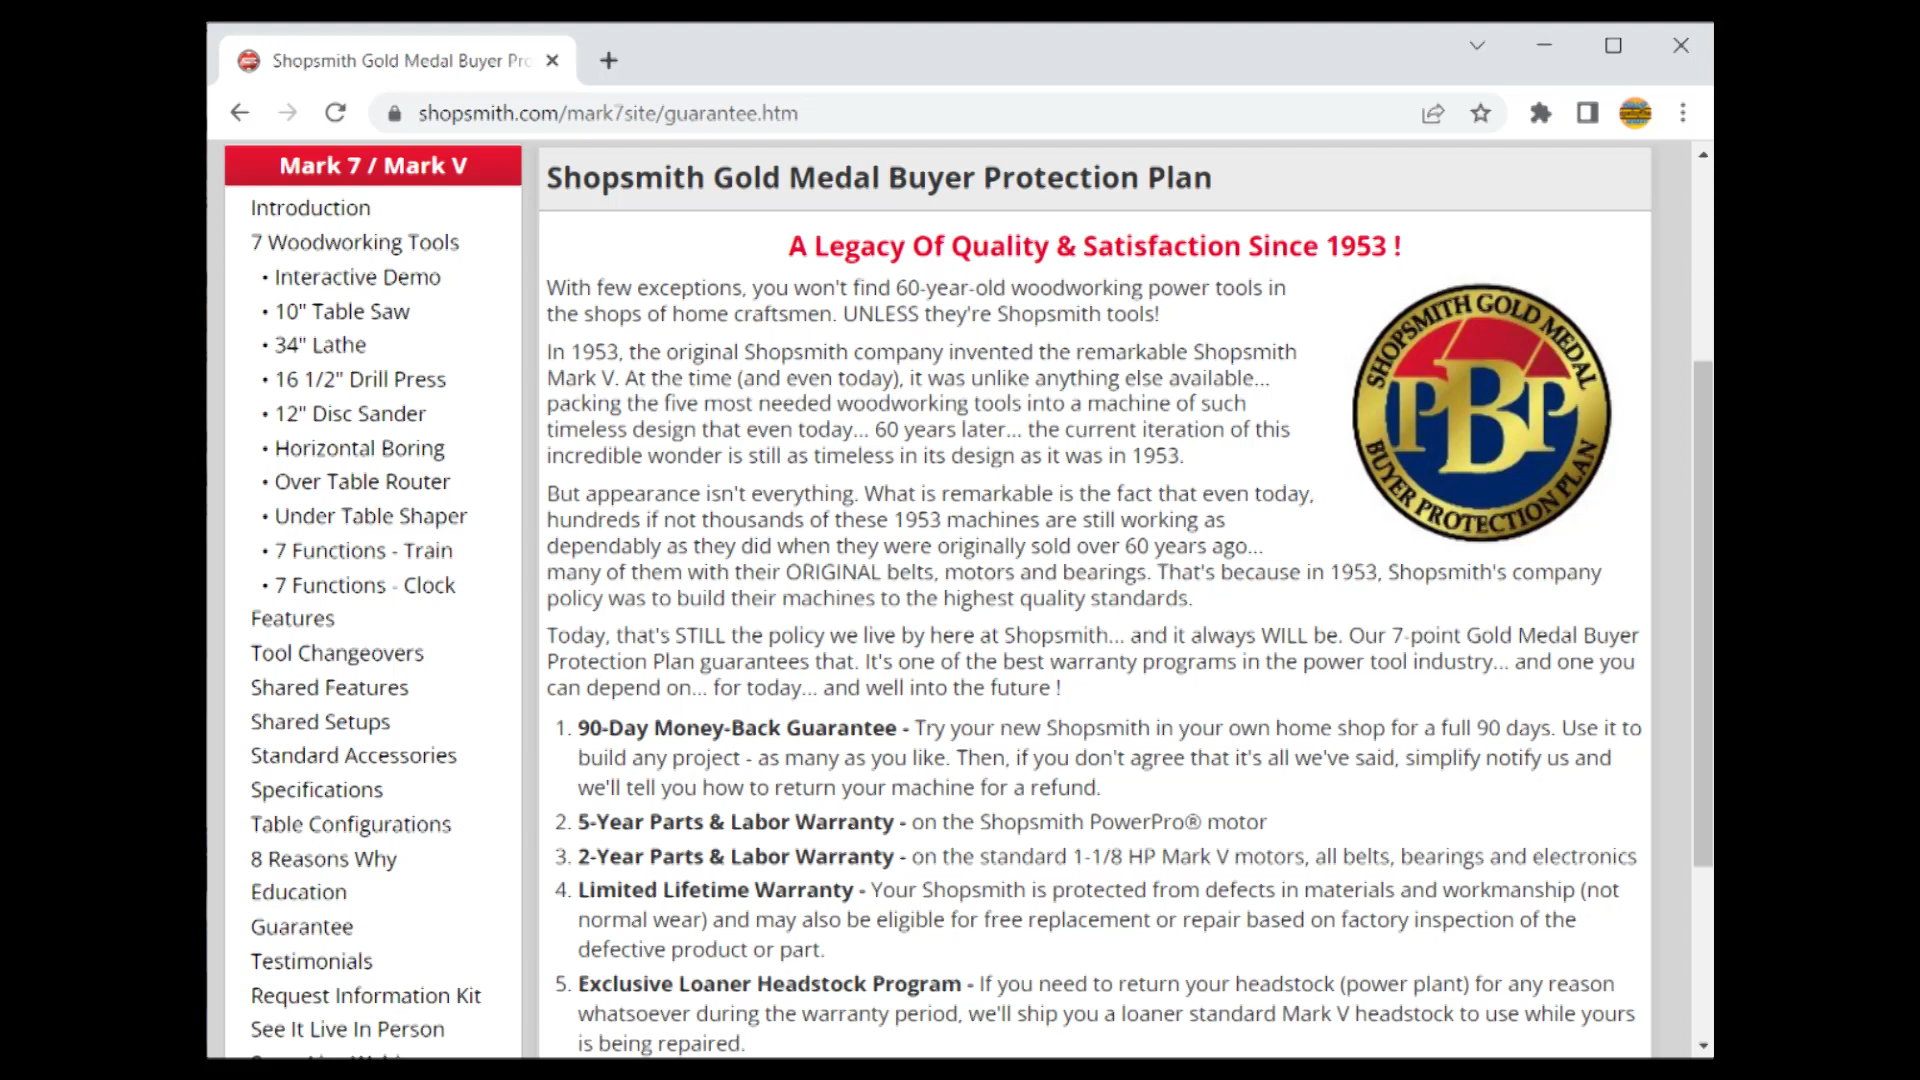 Shopsmith Gold Medal Buyer Pro
shopsmith.com/mark7site/guarantee.htm
Mark 7 / Mark V
Introduction
7 Woodworking Tools
• Interactive Demo
• 10" Table Saw
• 34" Lathe
• 16 1/2" Drill Press
• 12" Disc Sander
• Horizontal Boring
• Over Table Router
• Under Table Shaper
• 7 Functions - Train
• 7 Functions - Clock
Features
Tool Changeovers
Shared Features
Shared Setups
Standard Accessories
Specifications
Table Configurations
8 Reasons Why
Education
Guarantee
Testimonials
Request Information Kit
See It Live In Person
Shopsmith Gold Medal Buyer Protection Plan
A Legacy Of Quality & Satisfaction Since 1953 !
With few exceptions, you won't find 60-year-old woodworking power tools in
the shops of home craftsmen. UNLESS they're Shopsmith tools!
In 1953, the original Shopsmith company invented the remarkable Shopsmith
Mark V. At the time (and even today), it was unlike anything else available...
packing the five most needed woodworking tools into a machine of such
timeless design that even today... 60 years later... the current iteration of this
incredible wonder is still as timeless in its design as it was in 1953.
But appearance isn't everything. What is remarkable is the fact that even today,
hundreds if not thousands of these 1953 machines are still working as
dependably as they did when they were originally sold over 60 years ago...
many of them with their ORIGINAL belts, motors and bearings. That's because in 1953, Shopsmith's company
policy was to build their machines to the highest quality standards.
SHOPSMITH GOLD MEDAL
PBP
BUYER PROTECTION PLAN
Today, that's STILL the policy we live by here at Shopsmith... and it always WILL be. Our 7-point Gold Medal Buyer
Protection Plan guarantees that. It's one of the best warranty programs in the power tool industry... and one you
can depend on... for today... and well into the future !
1. 90-Day Money-Back Guarantee - Try your new Shopsmith in your own home shop for a full 90 days. Use it to
build any project - as many as you like. Then, if you don't agree that it's all we've said, simplify notify us and
we'll tell you how to return your machine for a refund.
2. 5-Year Parts & Labor Warranty - on the Shopsmith PowerPro® motor
3. 2-Year Parts & Labor Warranty - on the standard 1-1/8 HP Mark V motors, all belts, bearings and electronics
4. Limited Lifetime Warranty - Your Shopsmith is protected from defects in materials and workmanship (not
normal wear) and may also be eligible for free replacement or repair based on factory inspection of the
defective product or part.
5. Exclusive Loaner Headstock Program - If you need to return your headstock (power plant) for any reason
whatsoever during the warranty period, we'll ship you a loaner standard Mark V headstock to use while yours
is being repaired.